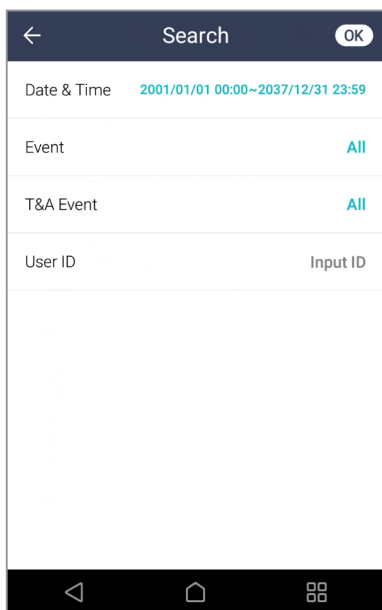 Search OK
Date & Time 2001/01/01 00:00~2037/12/31 23:59
Event All
T&A Event All
User ID Input ID